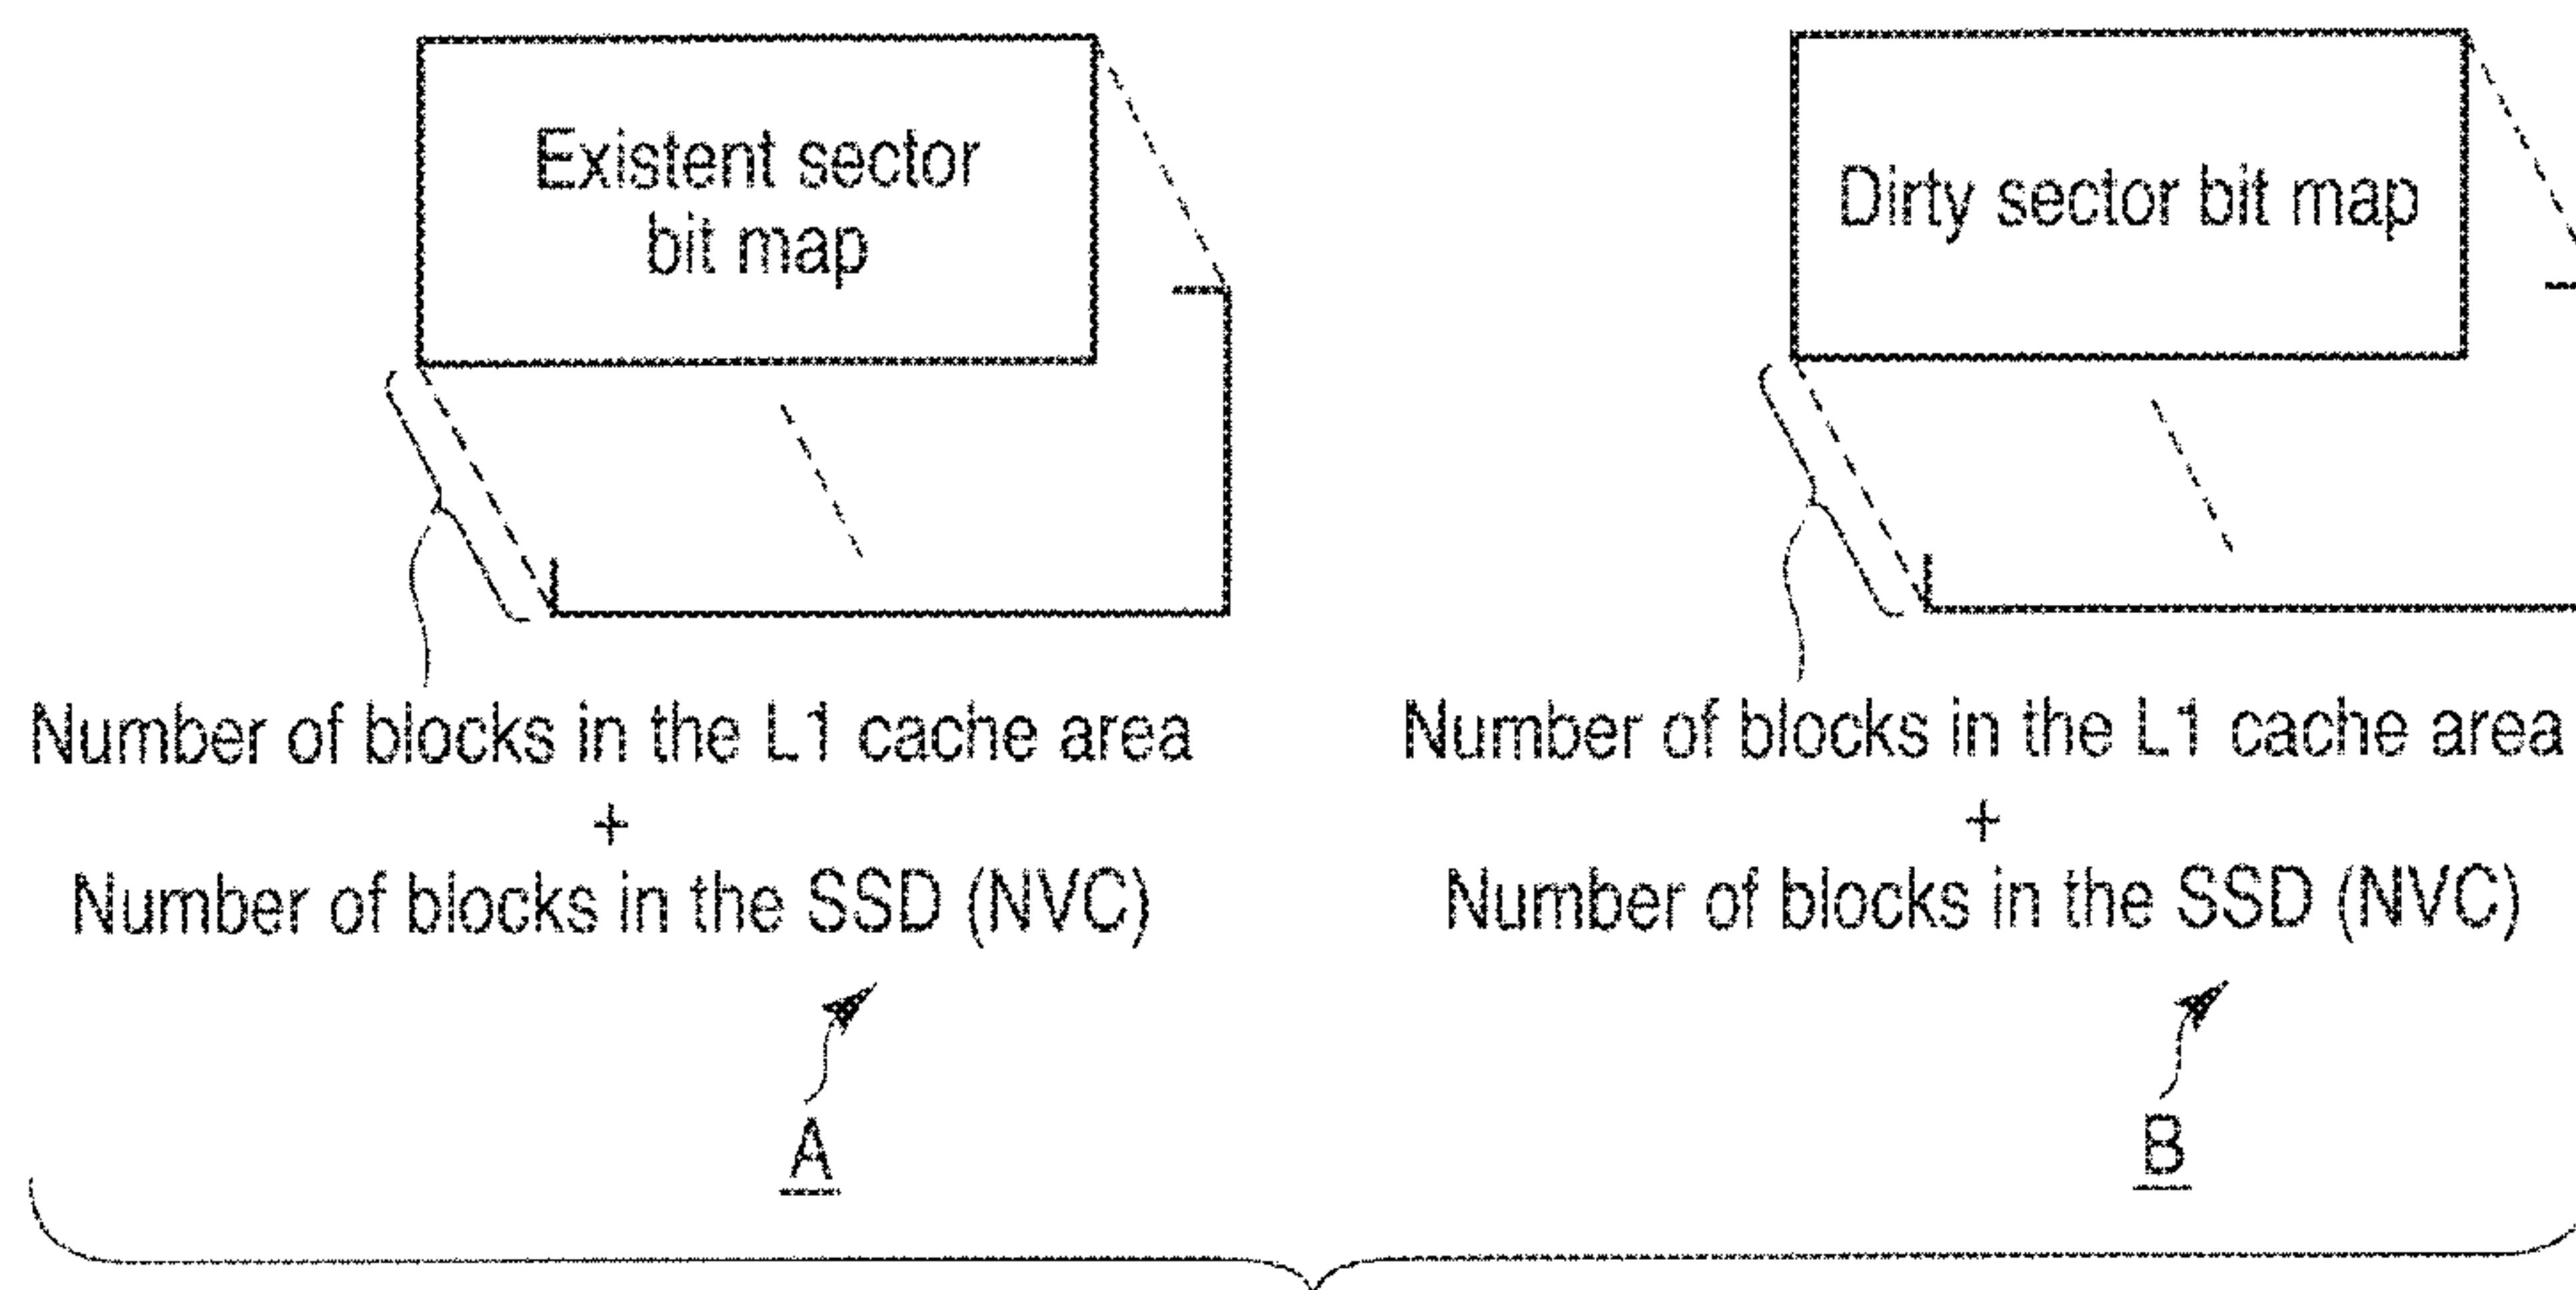 Existent sector
bit map
Number of blocks in the L1 cache area
+
Number of blocks in the SSD (NVC)
A
Dirty sector bit map
Number of blocks in the L1 cache area
+
Number of blocks in the SSD (NVC)
B